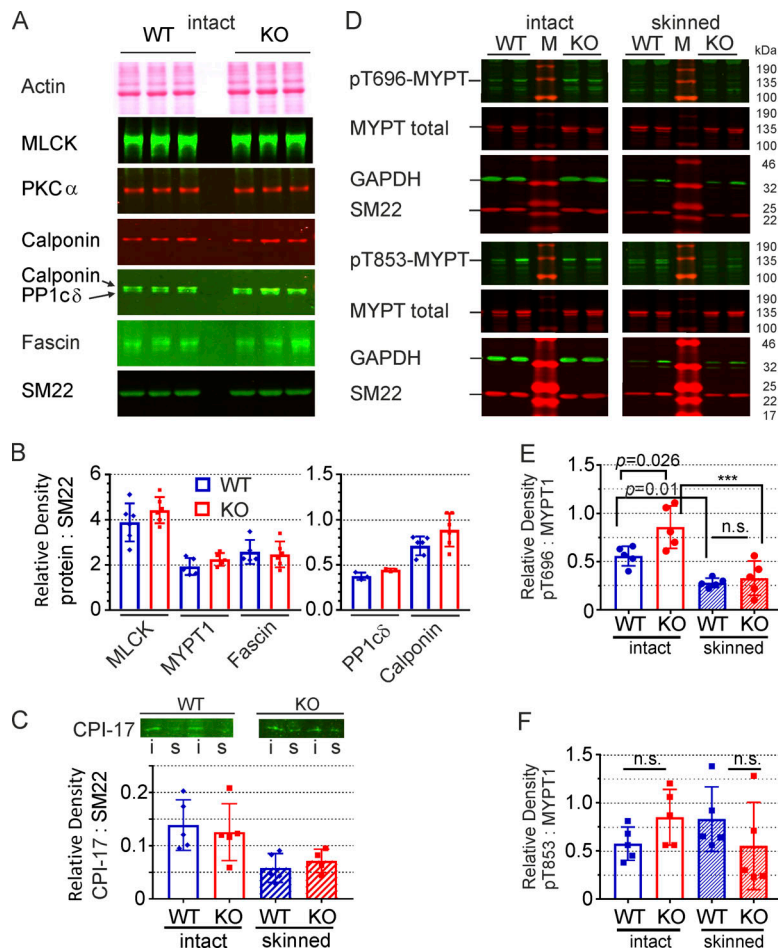 A
intact
WT KO
Actin
MLCK
PKCα
Calponin
Calponin
PP1cδ
Fascin
SM22
D
intact skinned
WT M KO WT M KO kDa
pT696-MYPT
190
135
100
MYPT total
190
135
100
GAPDH
46
32
SM22
25
22
pT853-MYPT
190
135
100
MYPT total
190
135
100
GAPDH
46
32
SM22
25
22
17
B
Relative Density
protein : SM22
6
4
2
0
WT
KO
1.5
1.0
0.5
0.0
MLCK
MYPT1
Fascin
PP1cδ
Calponin
C
WT KO
CPI-17
i s i s i s i s
Relative Density
CPI-17 : SM22
0.2
0.1
0
WT KO WT KO
intact skinned
E
Relative Density
pT696 : MYPT1
1.5
1.0
0.5
0.0
p=0.026
p=0.01
***
n.s.
WT KO WT KO
intact skinned
F
Relative Density
pT853 : MYPT1
1.5
1.0
0.5
0.0
n.s. n.s.
WT KO WT KO
intact skinned